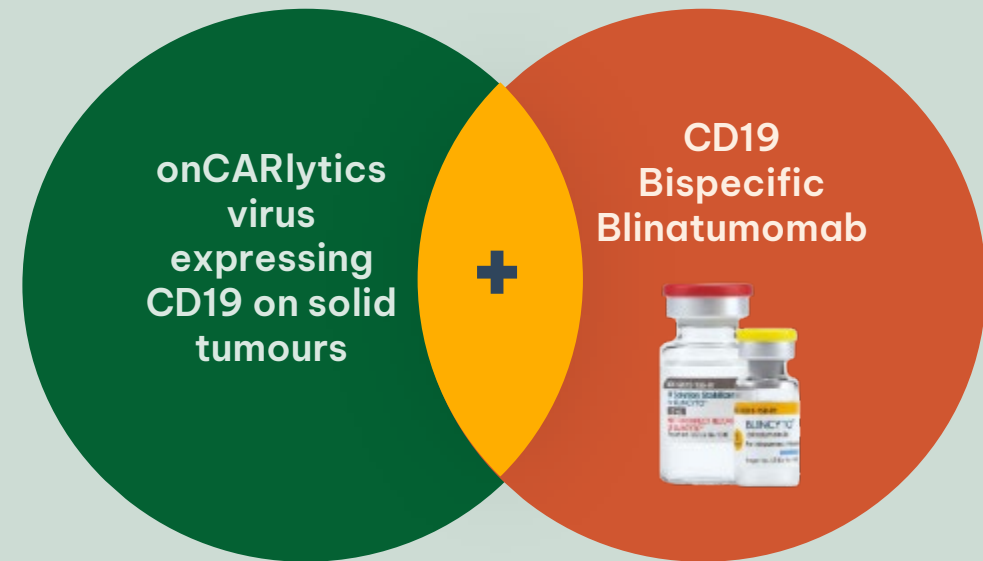 onCARlytics
virus
expressing
CD19 on solid
tumours
+
CD19
Bispecific
Blinatumomab
BLINCYTO